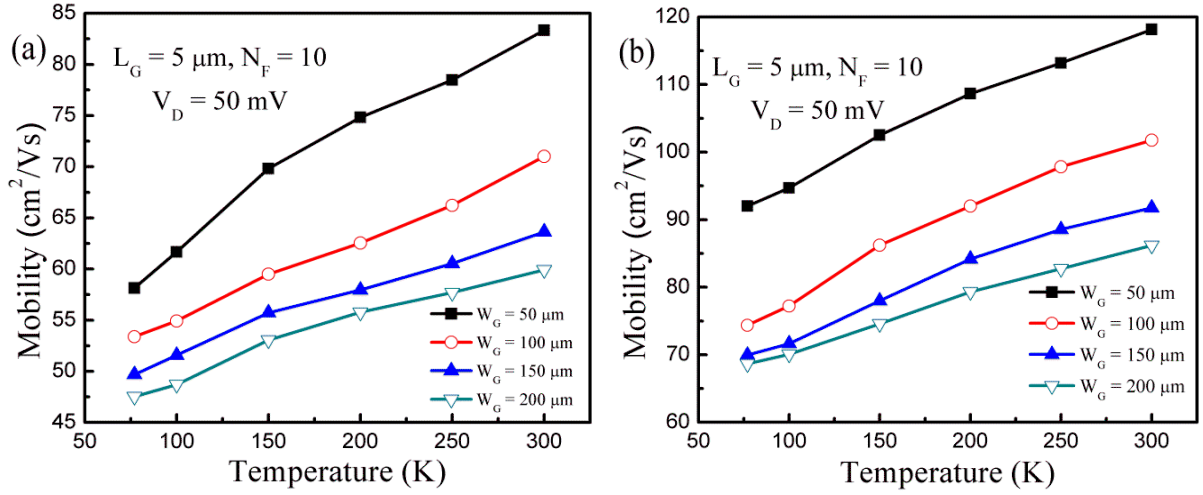 (a)
L_G = 5 μm, N_F = 10
V_D = 50 mV
Mobility (cm²/Vs)
85
80
75
70
65
60
55
50
45
W_G = 50 μm
W_G = 100 μm
W_G = 150 μm
W_G = 200 μm
50 100 150 200 250 300
Temperature (K)
(b)
L_G = 5 μm, N_F = 10
V_D = 50 mV
Mobility (cm²/Vs)
120
110
100
90
80
70
60
W_G = 50 μm
W_G = 100 μm
W_G = 150 μm
W_G = 200 μm
50 100 150 200 250 300
Temperature (K)